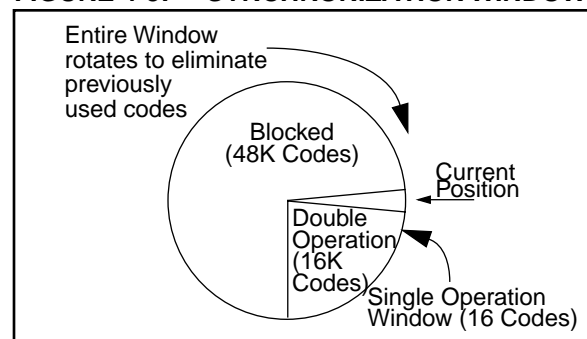 Entire Window
rotates to eliminate
previously
used codes
Blocked
(48K Codes)
Current
Position
Double
Operation
(16K
Codes)
Single Operation
Window (16 Codes)